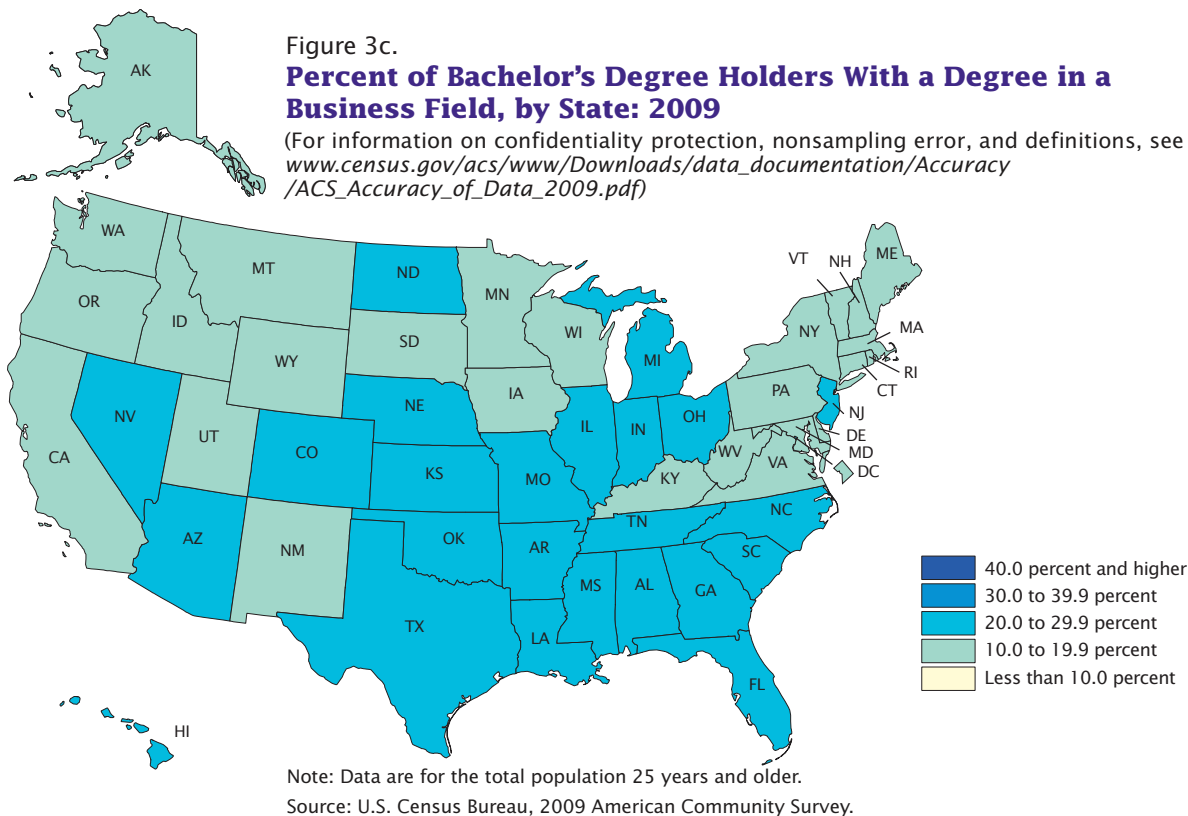 Figure 3c.
Percent of Bachelor's Degree Holders With a Degree in a
Business Field, by State: 2009
(For information on confidentiality protection, nonsampling error, and definitions, see
www.census.gov/acs/www/Downloads/data_documentation/Accuracy
/ACS_Accuracy_of_Data_2009.pdf)
AK
WA
MT
ND
MN
VT
NH
ME
OR
ID
SD
WI
NY
MA
WY
MI
RI
CT
IA
PA
NE
NV
OH
NJ
IL
IN
DE
UT
MD
CO
WV
CA
VA
DC
KS
MO
KY
NC
TN
AZ
OK
NM
AR
SC
MS
AL
GA
TX
LA
FL
HI
40.0 percent and higher
30.0 to 39.9 percent
20.0 to 29.9 percent
10.0 to 19.9 percent
Less than 10.0 percent
Note: Data are for the total population 25 years and older.
Source: U.S. Census Bureau, 2009 American Community Survey.